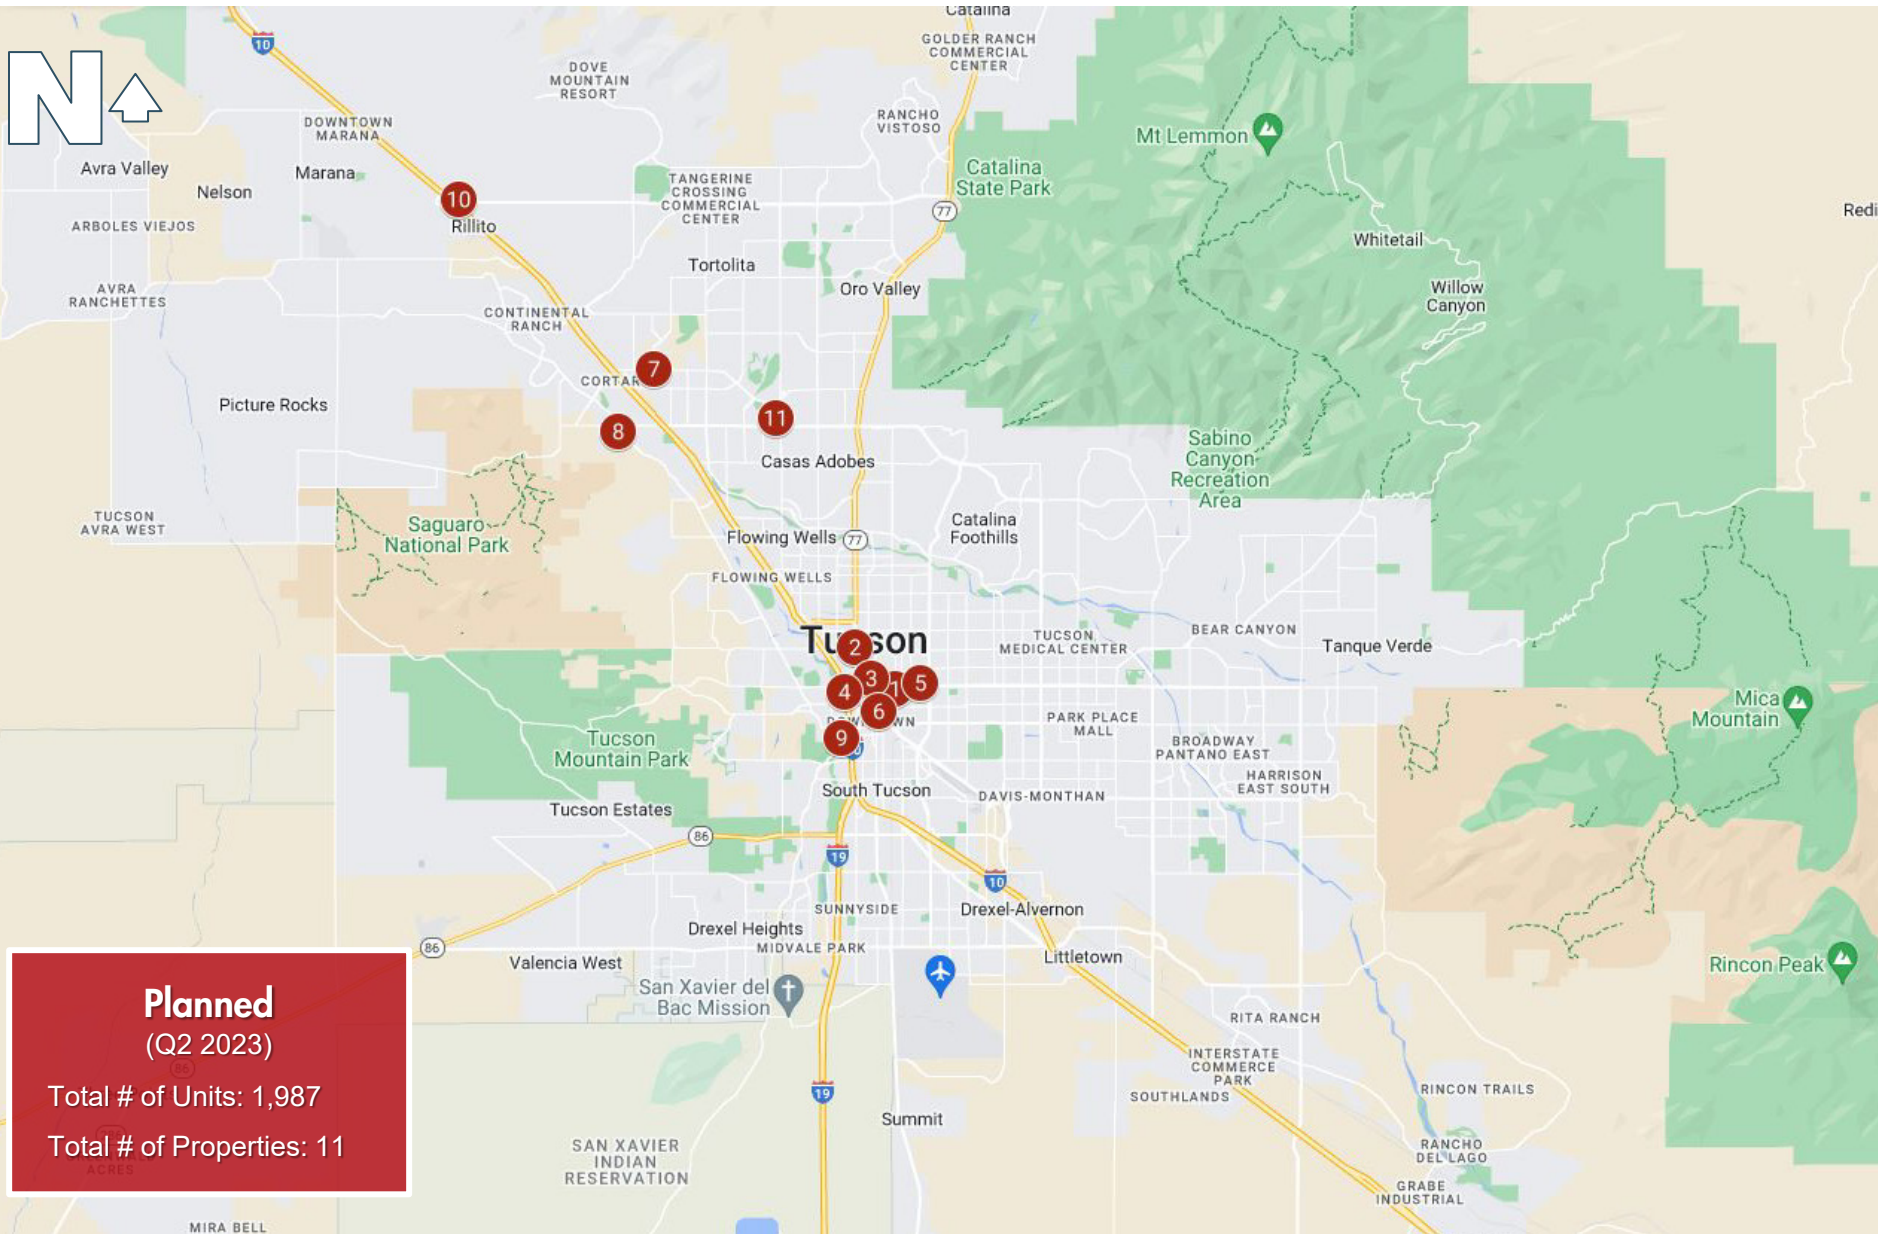 Catalina
GOLDER RANCH
COMMERCIAL
CENTER
10
N
DOVE
MOUNTAIN
RESORT
DOWNTOWN
MARANA
RANCHO
VISTOSO
Mt Lemmon
Avra Valley
Marana
Nelson
TANGERINE
CROSSING
COMMERCIAL
CENTER
Catalina
State Park
10
77
Redi
ARBOLES VIEJOS
Rillito
Whitetail
Tortolita
Oro Valley
AVRA
RANCHETTES
Willow
Canyon
CONTINENTAL
RANCH
7
CORTAR
Picture Rocks
11
8
Casas Adobes
Sabino
Canyon
Recreation
Area
TUCSON
AVRA WEST
Saguaro
National Park
Catalina
Foothills
Flowing Wells
77
FLOWING WELLS
Tucson
2
TUCSON
MEDICAL CENTER
BEAR CANYON
Tanque Verde
3
1
5
4
6
Mica
Mountain
PARK PLACE
MALL
9
Tucson
Mountain Park
BROADWAY
PANTANO EAST
HARRISON
EAST SOUTH
South Tucson
DAVIS-MONTHAN
Tucson Estates
86
19
10
SUNNYSIDE
Drexel-Alvernon
Drexel Heights
MIDVALE PARK
86
Valencia West
Littletown
San Xavier del
Bac Mission
Rincon Peak
Planned
(Q2 2023)
86
Total # of Units: 1,987
Total # of Properties: 11
ACRES
RITA RANCH
INTERSTATE
COMMERCE
PARK
SOUTHLANDS
RINCON TRAILS
19
Summit
SAN XAVIER
INDIAN
RESERVATION
RANCHO
DEL LAGO
GRABE
INDUSTRIAL
MIRA BELL